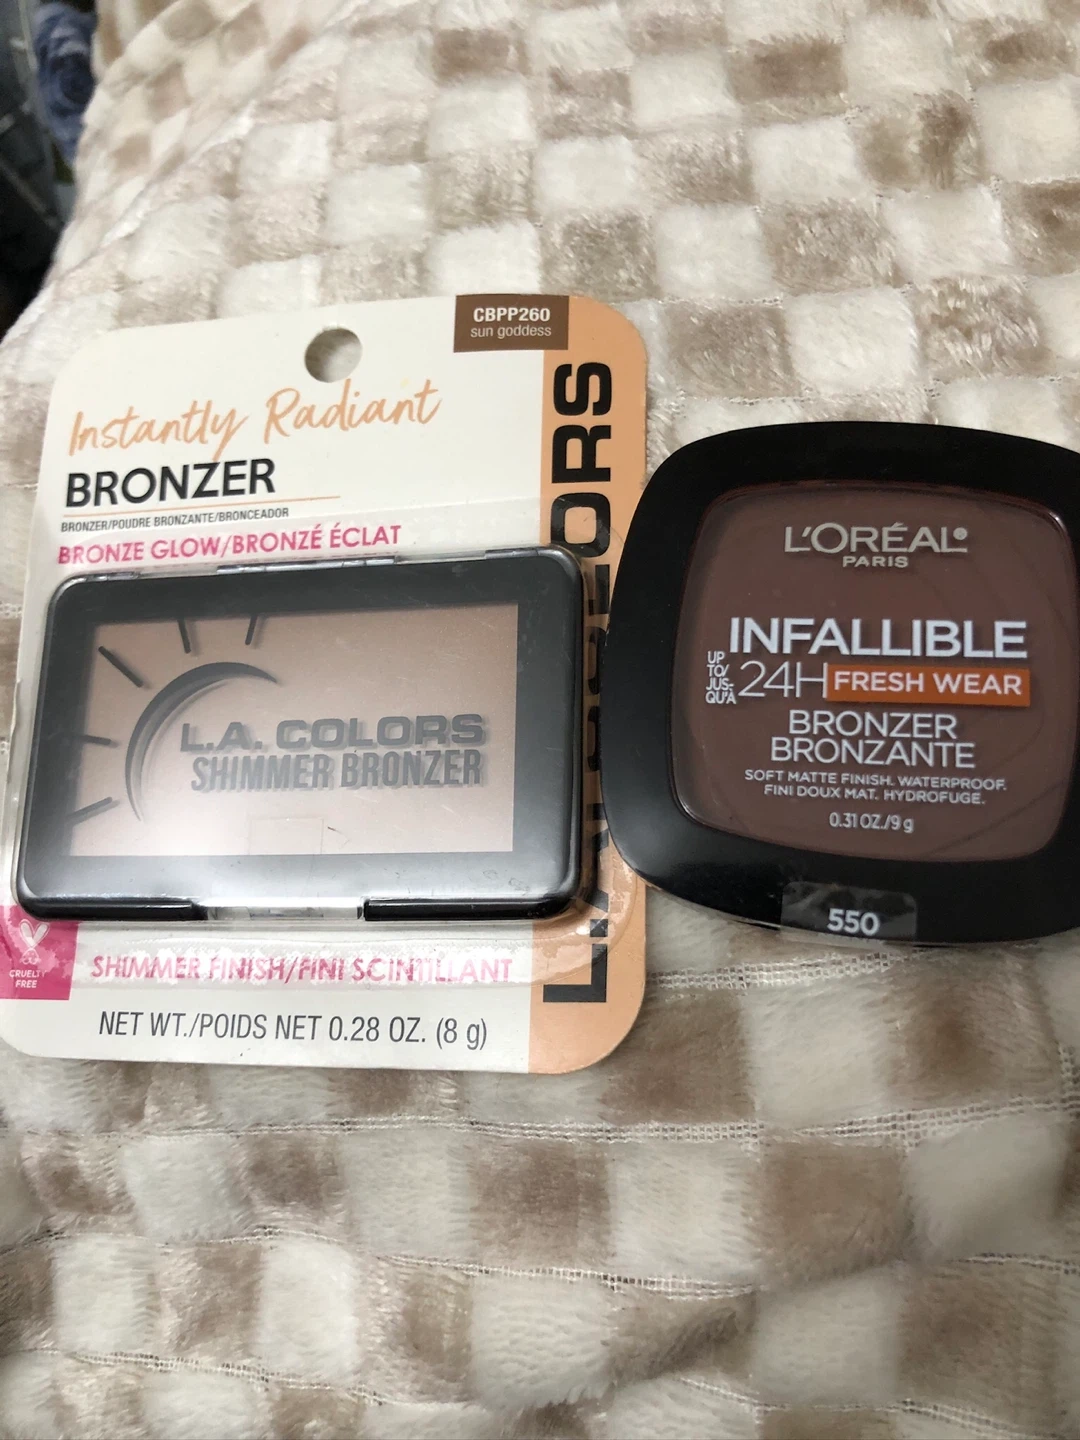 CBPP260
sun goddess
Instantly Radiant
BRONZER
BRONZER/POUDRE BRONZANTE/BRONCEADOR
BRONZE GLOW/BRONZÉ ÉCLAT
L.A. COLORS
SHIMMER BRONZER
CRUELTY
FREE
SHIMMER FINISH/FINI SCINTILLANT
NET WT./POIDS NET 0.28 OZ. (8 g)
L.A. COLORS
L'ORÉAL®
PARIS
INFALLIBLE
UP TO/ JUS- QU'À 24H FRESH WEAR
BRONZER
BRONZANTE
SOFT MATTE FINISH. WATERPROOF.
FINI DOUX MAT. HYDROFUGE.
0.31 OZ./9 g
550